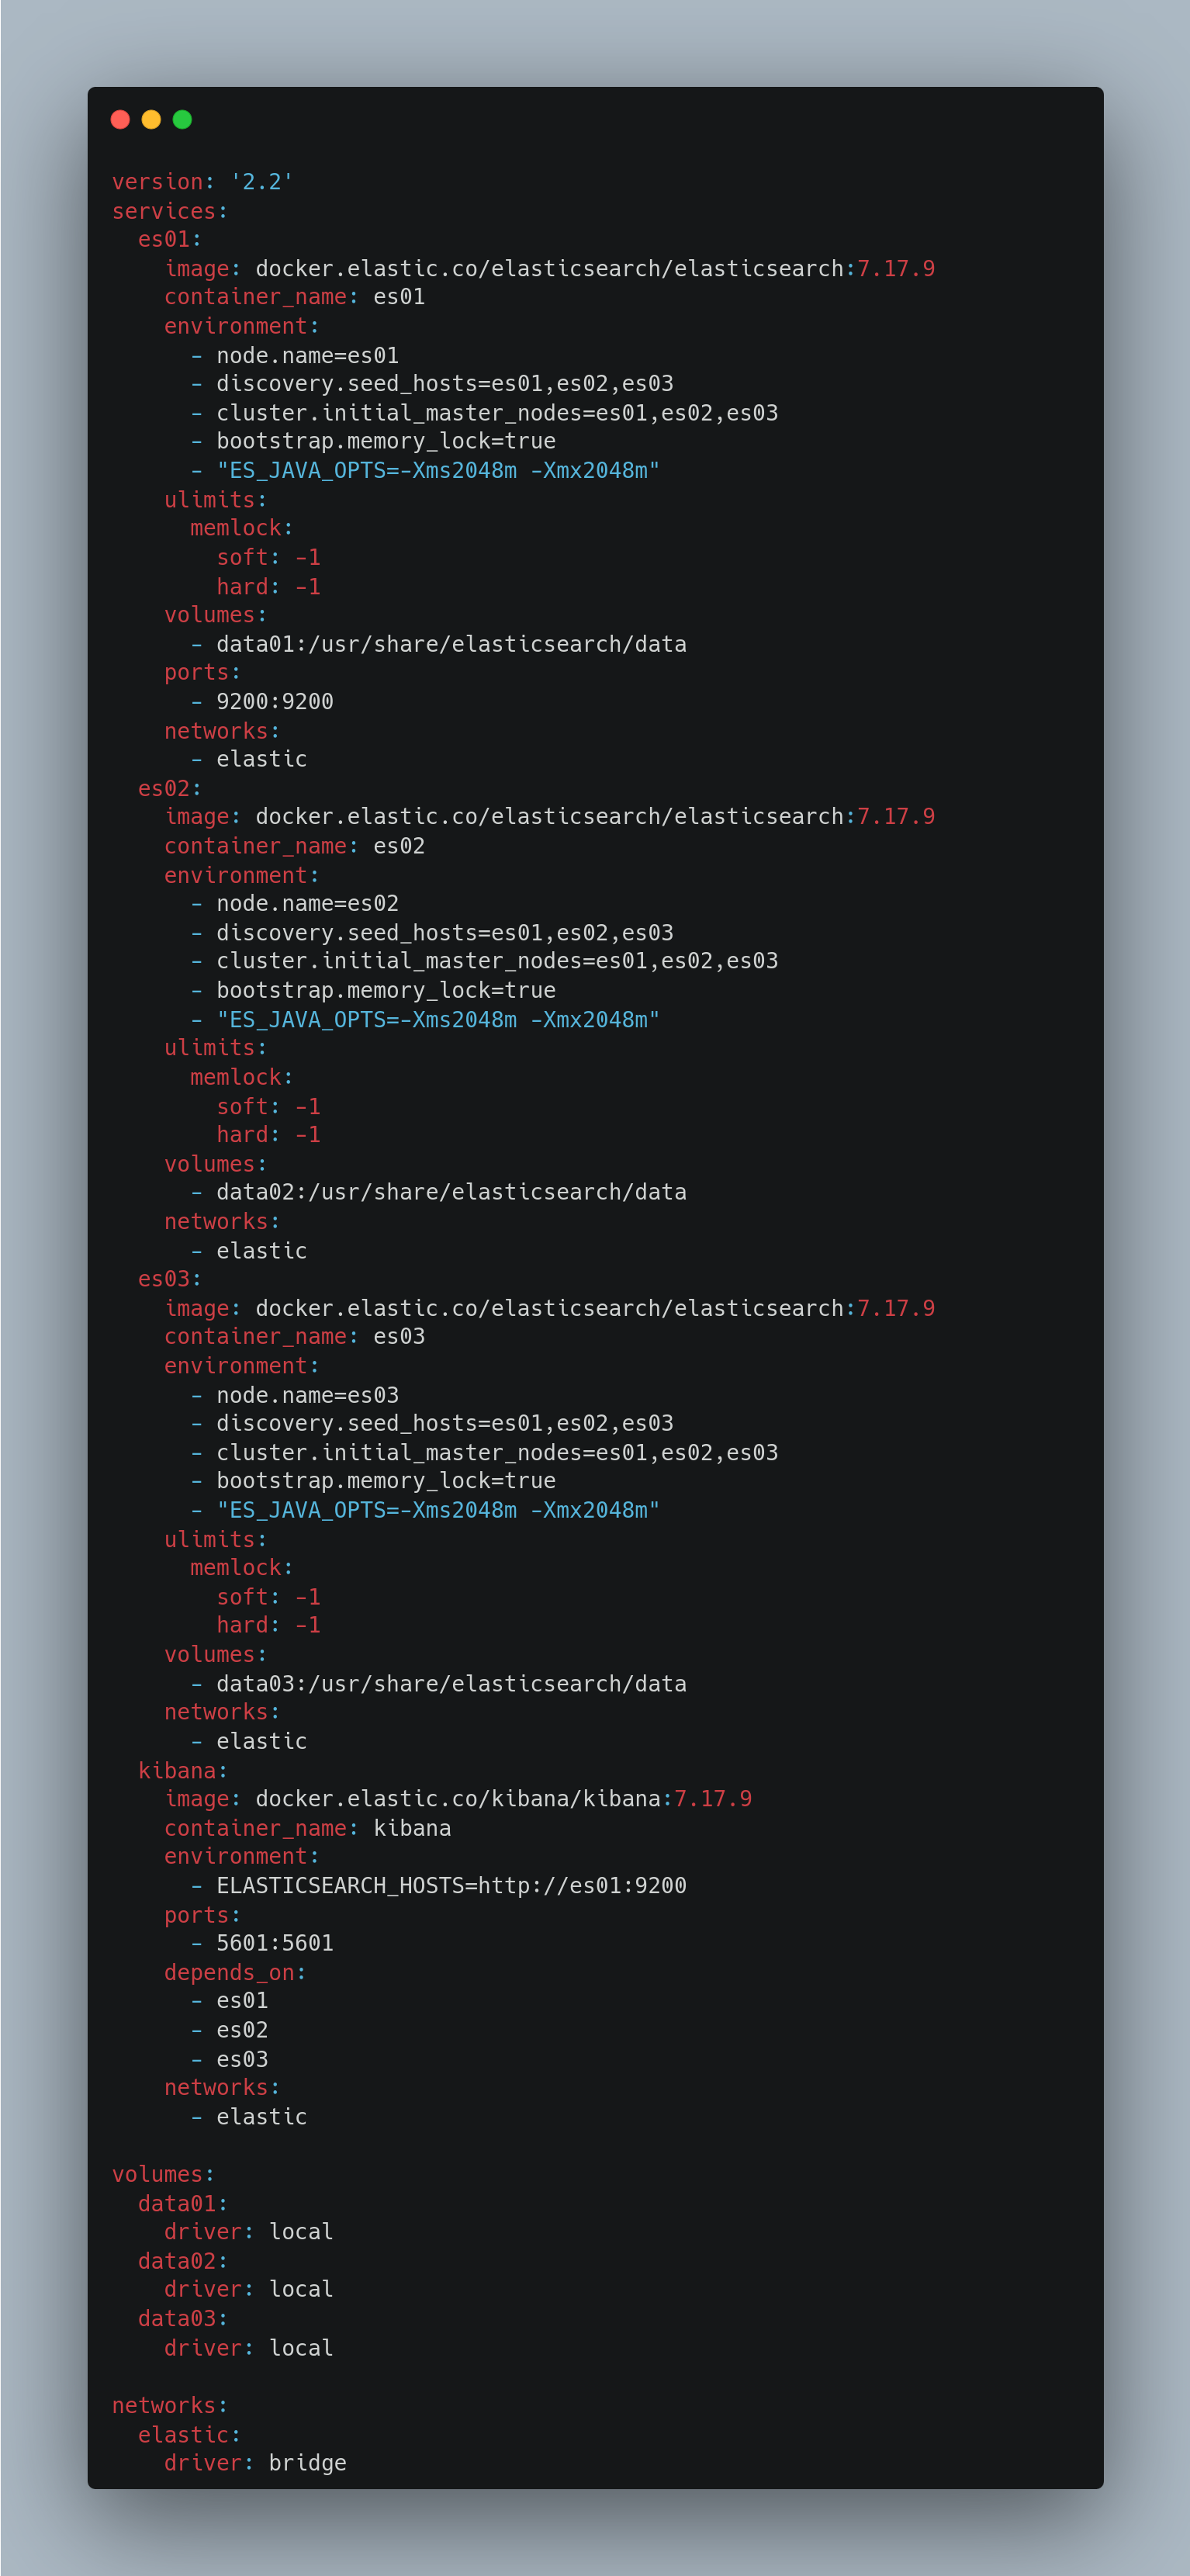 version: '2.2'
services:
  es01:
    image: docker.elastic.co/elasticsearch/elasticsearch:7.17.9
    container_name: es01
    environment:
      - node.name=es01
      - discovery.seed_hosts=es01,es02,es03
      - cluster.initial_master_nodes=es01,es02,es03
      - bootstrap.memory_lock=true
      - "ES_JAVA_OPTS=-Xms2048m -Xmx2048m"
    ulimits:
      memlock:
        soft: -1
        hard: -1
    volumes:
      - data01:/usr/share/elasticsearch/data
    ports:
      - 9200:9200
    networks:
      - elastic
  es02:
    image: docker.elastic.co/elasticsearch/elasticsearch:7.17.9
    container_name: es02
    environment:
      - node.name=es02
      - discovery.seed_hosts=es01,es02,es03
      - cluster.initial_master_nodes=es01,es02,es03
      - bootstrap.memory_lock=true
      - "ES_JAVA_OPTS=-Xms2048m -Xmx2048m"
    ulimits:
      memlock:
        soft: -1
        hard: -1
    volumes:
      - data02:/usr/share/elasticsearch/data
    networks:
      - elastic
  es03:
    image: docker.elastic.co/elasticsearch/elasticsearch:7.17.9
    container_name: es03
    environment:
      - node.name=es03
      - discovery.seed_hosts=es01,es02,es03
      - cluster.initial_master_nodes=es01,es02,es03
      - bootstrap.memory_lock=true
      - "ES_JAVA_OPTS=-Xms2048m -Xmx2048m"
    ulimits:
      memlock:
        soft: -1
        hard: -1
    volumes:
      - data03:/usr/share/elasticsearch/data
    networks:
      - elastic
  kibana:
    image: docker.elastic.co/kibana/kibana:7.17.9
    container_name: kibana
    environment:
      - ELASTICSEARCH_HOSTS=http://es01:9200
    ports:
      - 5601:5601
    depends_on:
      - es01
      - es02
      - es03
    networks:
      - elastic

volumes:
  data01:
    driver: local
  data02:
    driver: local
  data03:
    driver: local

networks:
  elastic:
    driver: bridge